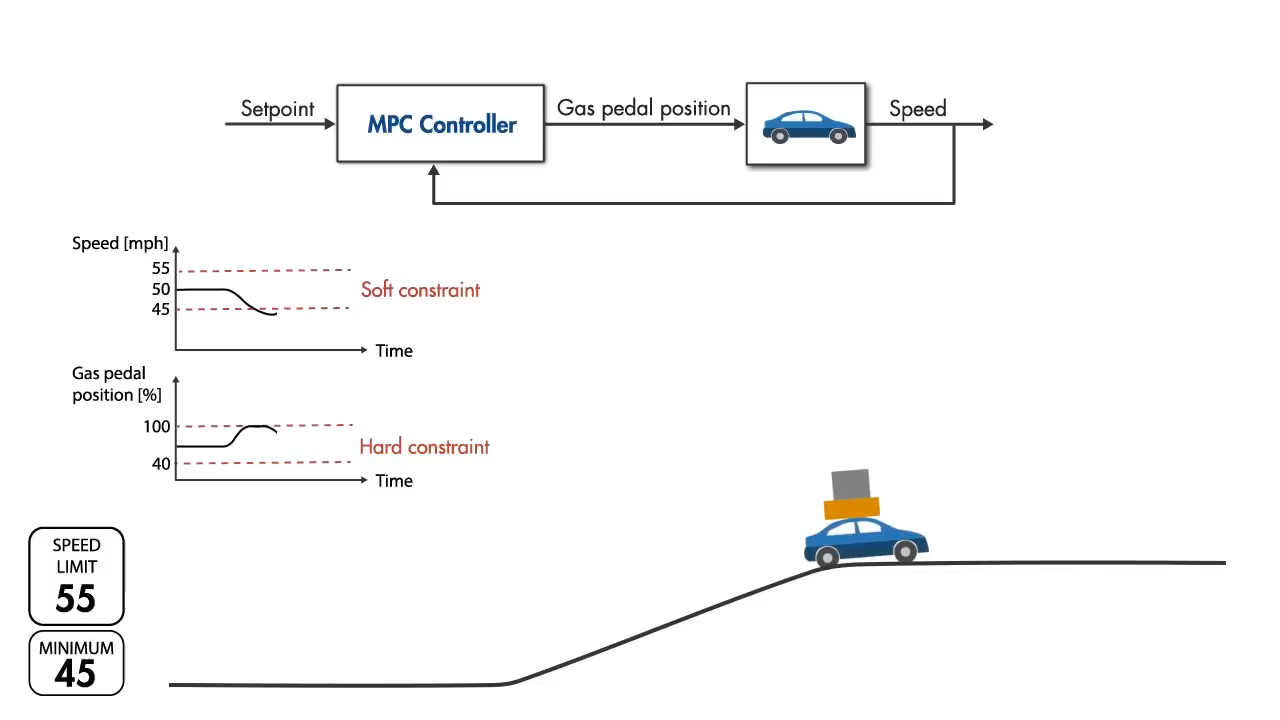 Setpoint
MPC Controller
Gas pedal position
Speed
Speed [mph]
55
50
45
Soft constraint
Time
Gas pedal
position [%]
100
40
Hard constraint
Time
SPEED
LIMIT
55
MINIMUM
45